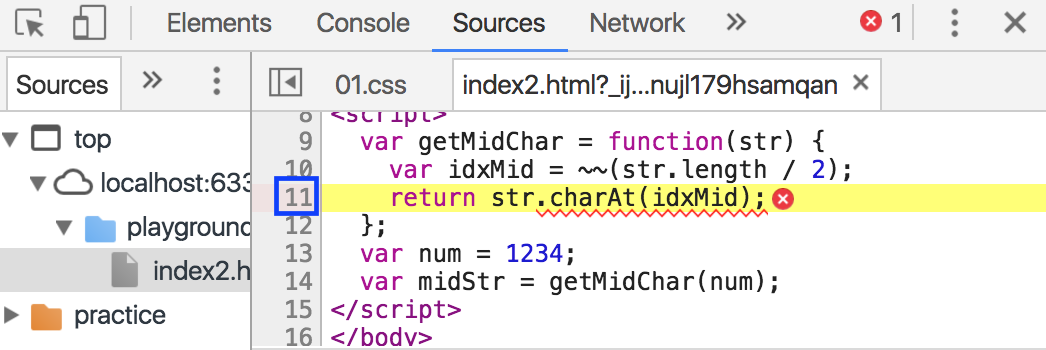 Elements Console Sources Network » 1
Sources »
01.css index2.html?_ij...nujl179hsamqan
top
localhost:633
playground
index2.h
practice
8 <script>
9 var getMidChar = function(str) {
10 var idxMid = ~~(str.length / 2);
11 return str.charAt(idxMid);
12 };
13 var num = 1234;
14 var midStr = getMidChar(num);
15 </script>
16 </body>